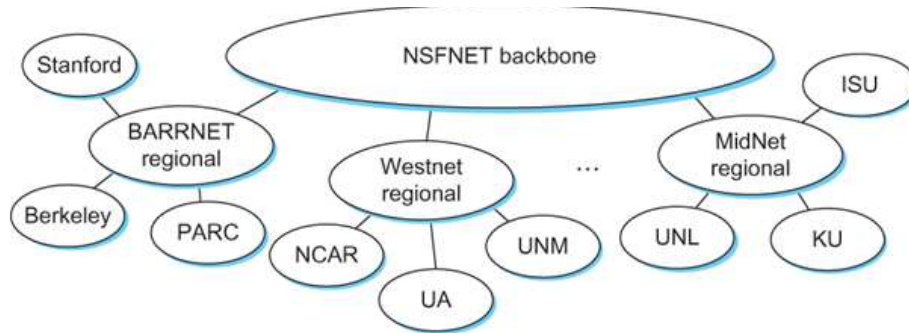 NSFNET backbone
Stanford
ISU
BARRNET
regional
MidNet
regional
Westnet
regional
...
Berkeley
PARC
NCAR
UNM
UNL
KU
UA